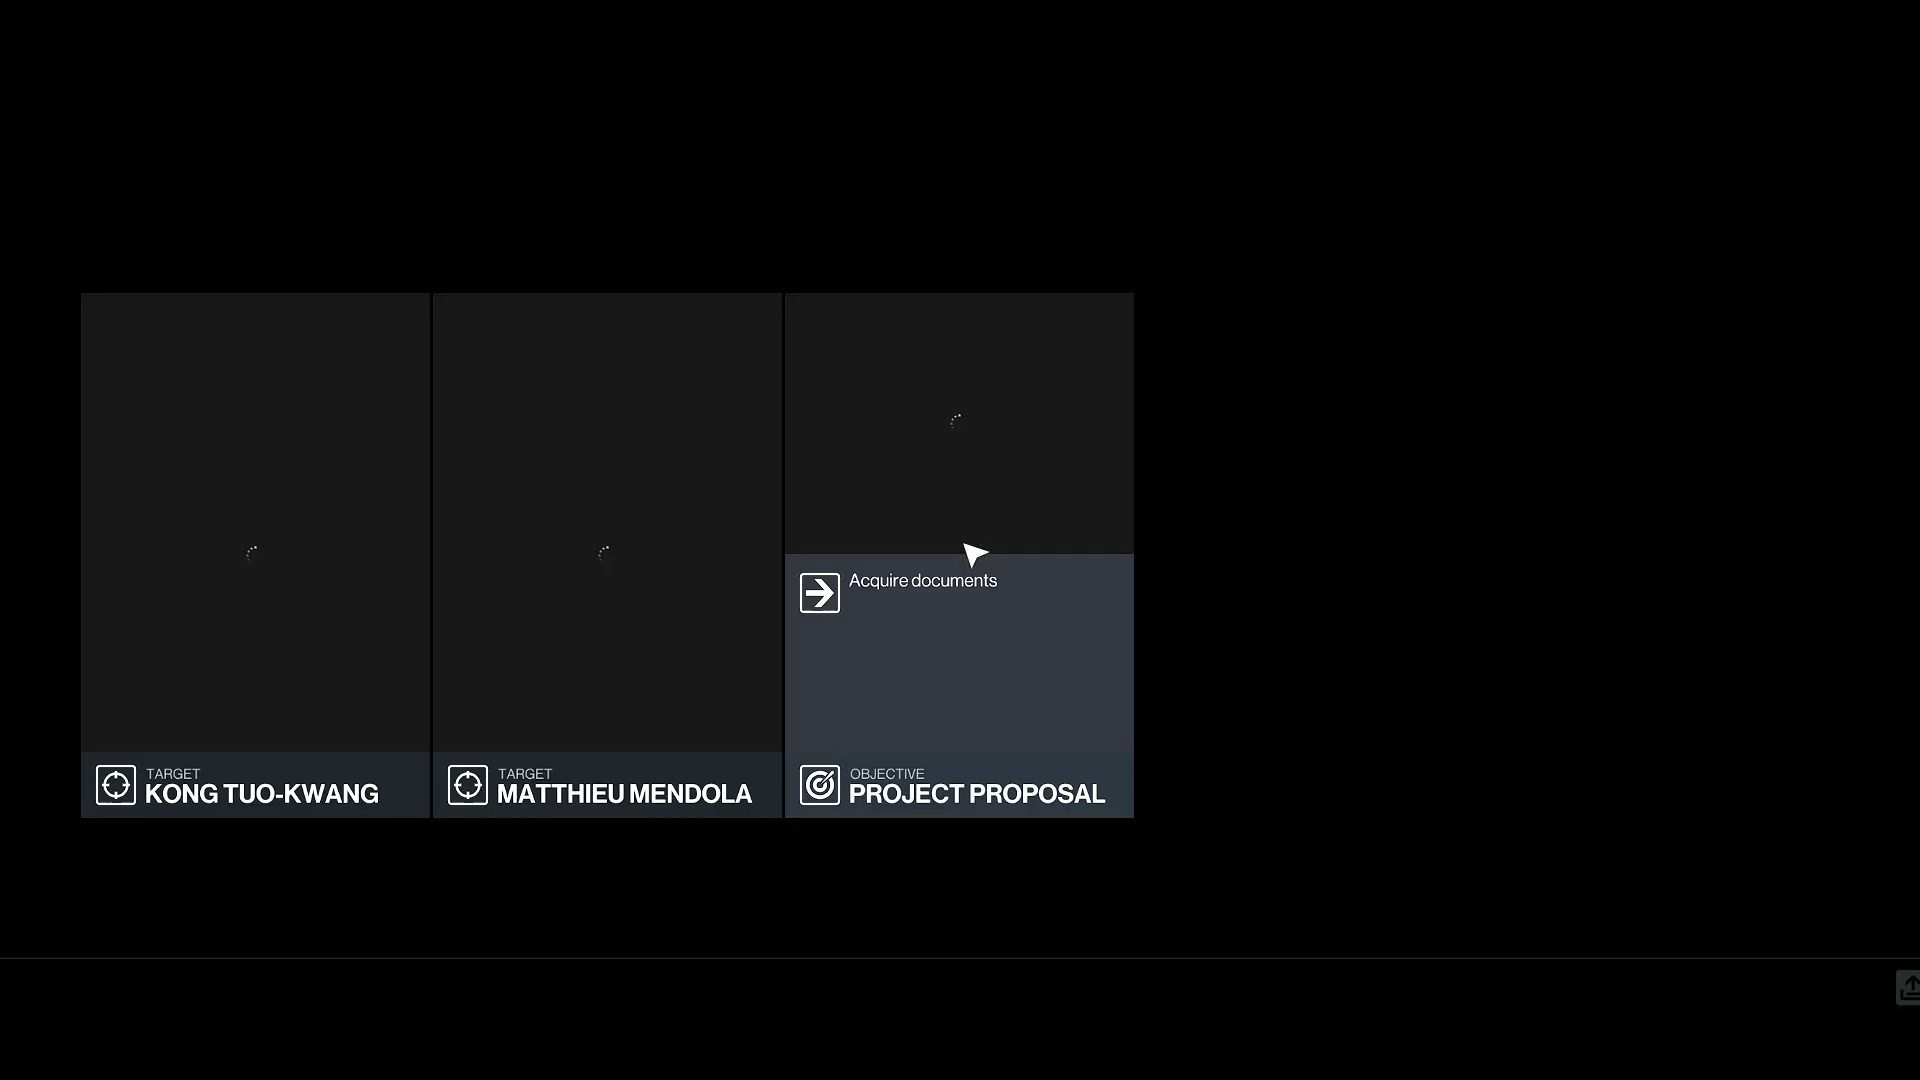 TARGET
KONG TUO-KWANG
TARGET
MATTHIEU MENDOLA
Acquire documents
OBJECTIVE
PROJECT PROPOSAL